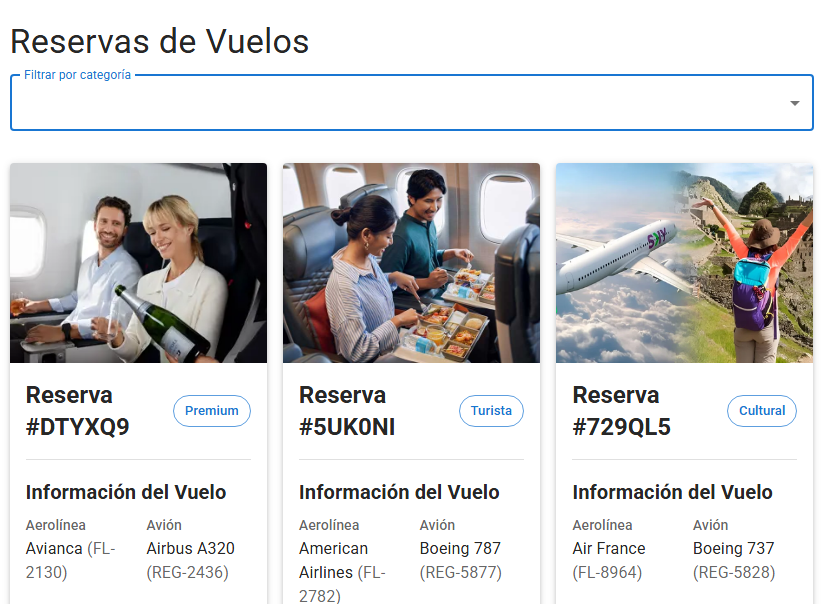 Reservas de Vuelos
Filtrar por categoría
SKY
Reserva
#DTYXQ9
Premium
Información del Vuelo
Aerolínea
Avión
Avianca (FL-
2130)
Airbus A320
(REG-2436)
Reserva
#5UK0NI
Turista
Información del Vuelo
Aerolínea
Avión
American
Airlines (FL-
2782)
Boeing 787
(REG-5877)
Reserva
#729QL5
Cultural
Información del Vuelo
Aerolínea
Avión
Air France
(FL-8964)
Boeing 737
(REG-5828)